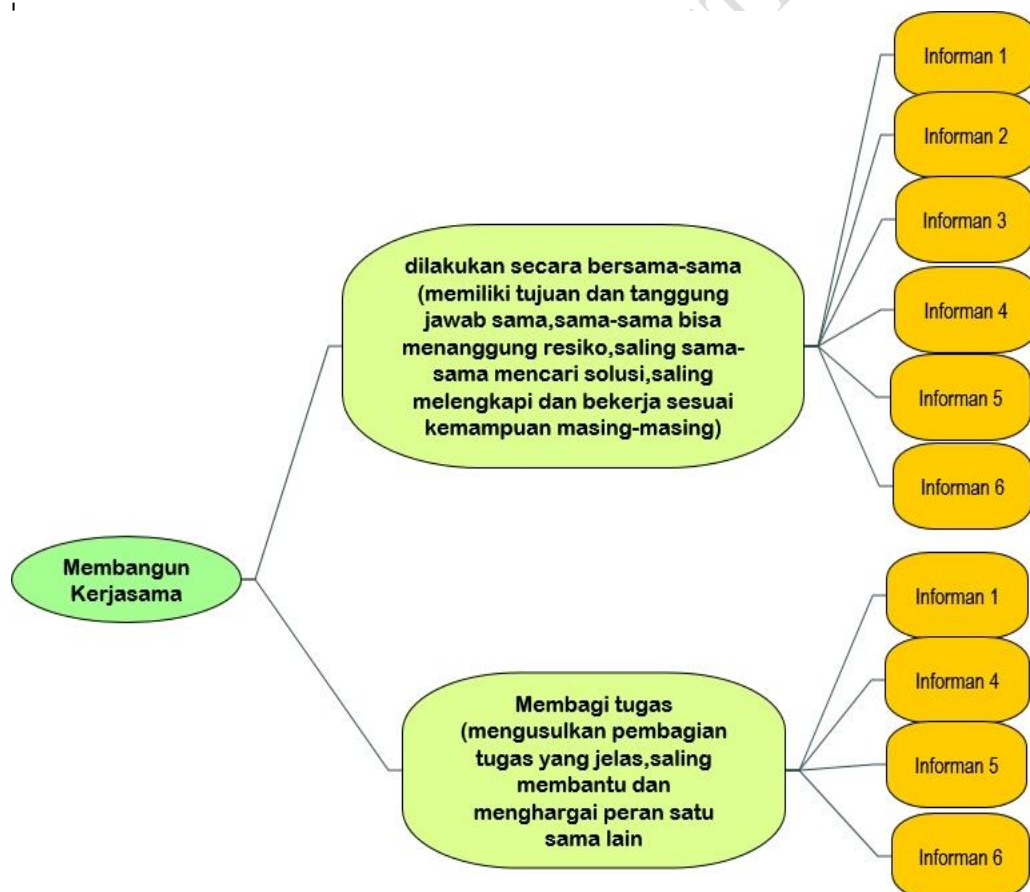 Membangun
Kerjasama
dilakukan secara bersama-sama
(memiliki tujuan dan tanggung
jawab sama,sama-sama bisa
menanggung resiko,saling sama-
sama mencari solusi,saling
melengkapi dan bekerja sesuai
kemampuan masing-masing)
Informan 1
Informan 2
Informan 3
Informan 4
Informan 5
Informan 6
Membagi tugas
(mengusulkan pembagian
tugas yang jelas,saling
membantu dan
menghargai peran satu
sama lain
Informan 1
Informan 4
Informan 5
Informan 6